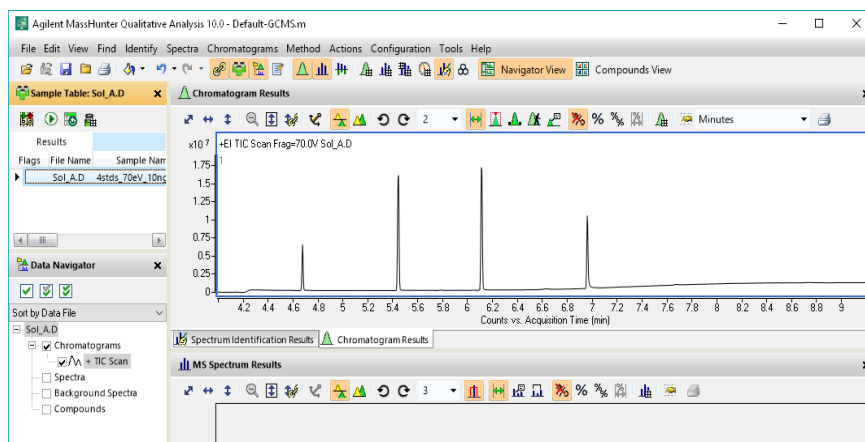 Agilent MassHunter Qualitative Analysis 10.0 - Default-GCMS.m
File Edit View Find Identify Spectra Chromatograms Method Actions Configuration Tools Help
Navigator View Compounds View
Sample Table: Sol_A.D
Results
Flags File Name Sample Nam
Sol_A.D 4stds_70eV_10ng
Data Navigator
Sort by Data File
Sol_A.D
Chromatograms
+ TIC Scan
Spectra
Background Spectra
Compounds
Chromatogram Results
2 Minutes
x10 7
+EI TIC Scan Frag=70.0V Sol_A.D
1
1.75
1.5
1.25
1
0.75
0.5
0.25
0
4.2 4.4 4.6 4.8 5 5.2 5.4 5.6 5.8 6 6.2 6.4 6.6 6.8 7 7.2 7.4 7.6 7.8 8 8.2 8.4 8.6 8.8 9
Counts vs. Acquisition Time (min)
Spectrum Identification Results Chromatogram Results
MS Spectrum Results
3